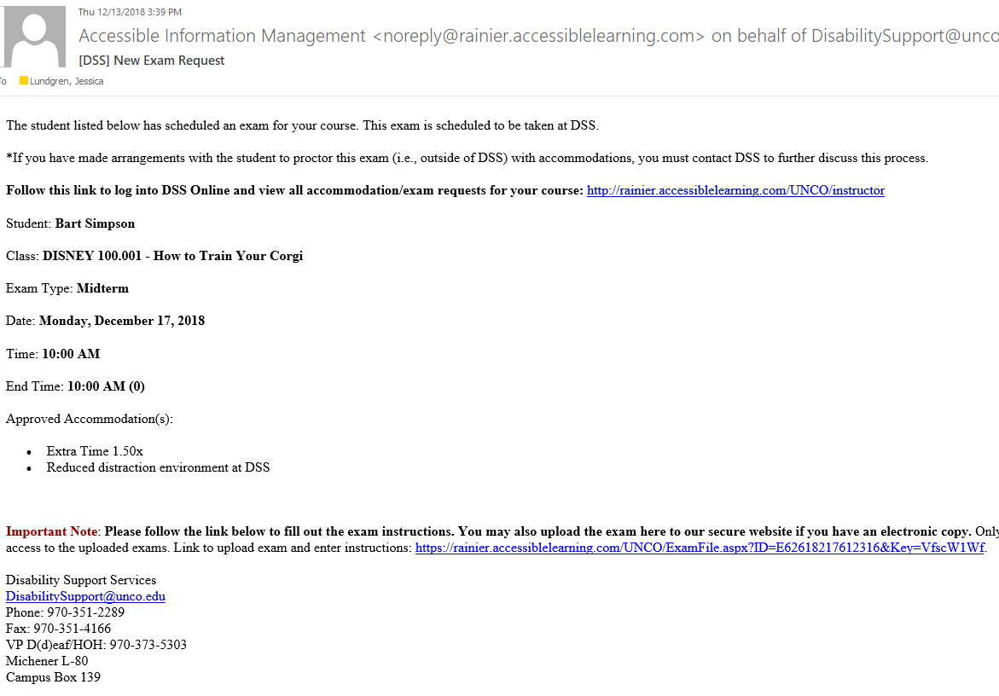 Thu 12/13/2018 3:39 PM
Accessible Information Management <noreply@rainier.accessiblelearning.com> on behalf of DisabilitySupport@unco
[DSS] New Exam Request
To Lundgren, Jessica
The student listed below has scheduled an exam for your course. This exam is scheduled to be taken at DSS.
*If you have made arrangements with the student to proctor this exam (i.e., outside of DSS) with accommodations, you must contact DSS to further discuss this process.
Follow this link to log into DSS Online and view all accommodation/exam requests for your course: http://rainier.accessiblelearning.com/UNCO/instructor
Student: Bart Simpson
Class: DISNEY 100.001 - How to Train Your Corgi
Exam Type: Midterm
Date: Monday, December 17, 2018
Time: 10:00 AM
End Time: 10:00 AM (0)
Approved Accommodation(s):
• Extra Time 1.50x
• Reduced distraction environment at DSS
Important Note: Please follow the link below to fill out the exam instructions. You may also upload the exam here to our secure website if you have an electronic copy. Only
access to the uploaded exams. Link to upload exam and enter instructions: https://rainier.accessiblelearning.com/UNCO/ExamFile.aspx?ID=E62618217612316&Key=VfscW1Wf.
Disability Support Services
DisabilitySupport@unco.edu
Phone: 970-351-2289
Fax: 970-351-4166
VP D(d)eaf/HOH: 970-373-5303
Michener L-80
Campus Box 139